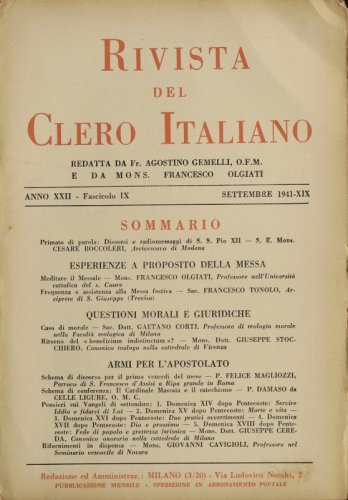 RIVISTA
DEL
CLERO ITALIANO
REDATTA DA Fr. AGOSTINO GEMELLI, O.F.M.
E DA MONS. FRANCESCO OLGIATI
ANNO XXII - Fascicolo IX SETTEMBRE 1941-XIX
SOMMARIO
Primato di parola: Discorsi e radiomessaggi di S. S. Pio XII — S. E. Mons.
CESARE BOCCOLERI, Arcivescovo di Modena
ESPERIENZE A PROPOSITO DELLA MESSA
Meditare il Messale — Mons. FRANCESCO OLGIATI, Professore nell'Università
cattolica del s. Cuore
Frequenza e assistenza alla Messa festiva — Sac. FRANCESCO TONOLO, Ar-
ciprete di S. Giuseppe (Treviso)
QUESTIONI MORALI E GIURIDICHE
Caso di morale — Sac. Dott. GAETANO CORTI, Professore di teologia morale
nella Facoltà teologica di Milano
Ritorno del «beneficium indistinctum»? — Mons. Dott. GIUSEPPE STOC-
CHIERO, Canonico teologo nella cattedrale di Vicenza
ARMI PER L'APOSTOLATO
Schema di discorso per il primo venerdì del mese — P. FELICE MAGLIOZZI,
Parroco di S. Francesco d'Assisi a Ripa grande in Roma
Schema di conferenza: Il Cardinale Massaia e il catechismo — P. DAMASO da
CELLE LIGURE, O. M. C.
Pensieri sui Vangeli di settembre: 1. Domenica XIV dopo Pentecoste: Servire
Iddio e fidarci di Lui — 2. Domenica XV dopo Pentecoste: Morte e vita —
3. Domenica XVI dopo Pentecoste: Due pratici avvertimenti — 4. Domenica
XVII dopo Pentecoste: Dio e prossimo — 5. Domenica XVIII dopo Pente-
coste: Fede di popolo e grettezza farisaica — Mons. Dott. GIUSEPPE CERE-
DA, Canonico onorario nella cattedrale di Milano
Rifornimenti in dispensa — Mons. GIOVANNI CAVIGIOLI, Professore nel
Seminario vescovile di Novara
Redazione ed Amministraz.: MILANO (3/20) - Via Ludovico Necchi, 2
PUBBLICAZIONE MENSILE - SPEDIZIONE IN ABBONAMENTO POSTALE